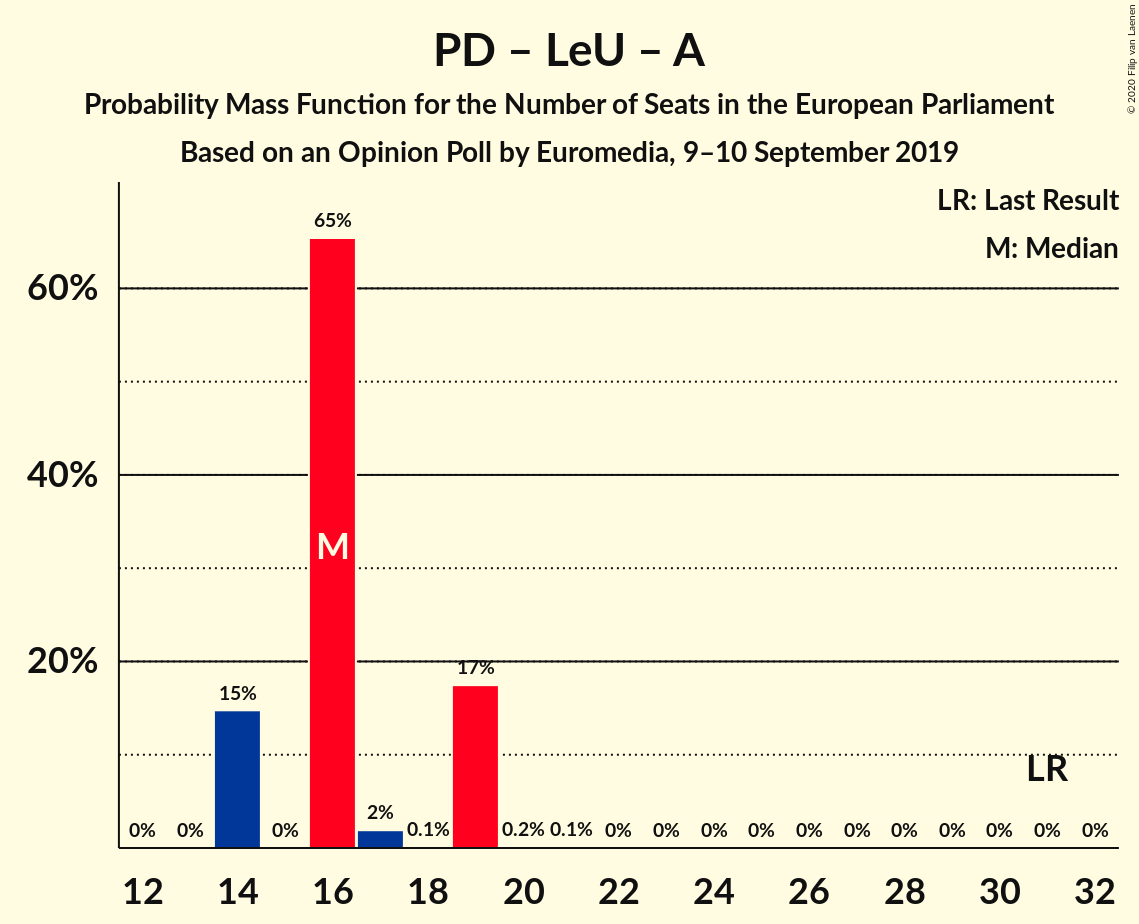 PD – LeU – A
Probability Mass Function for the Number of Seats in the European Parliament
Based on an Opinion Poll by Euromedia, 9–10 September 2019
© 2020 Filip van Laenen
LR: Last Result
M: Median
65%
60%
40%
M
20%
17%
15%
LR
0% 0% 0% 2% 0.1% 0.2% 0.1% 0% 0% 0% 0% 0% 0% 0% 0% 0% 0% 0%
12 14 16 18 20 22 24 26 28 30 32